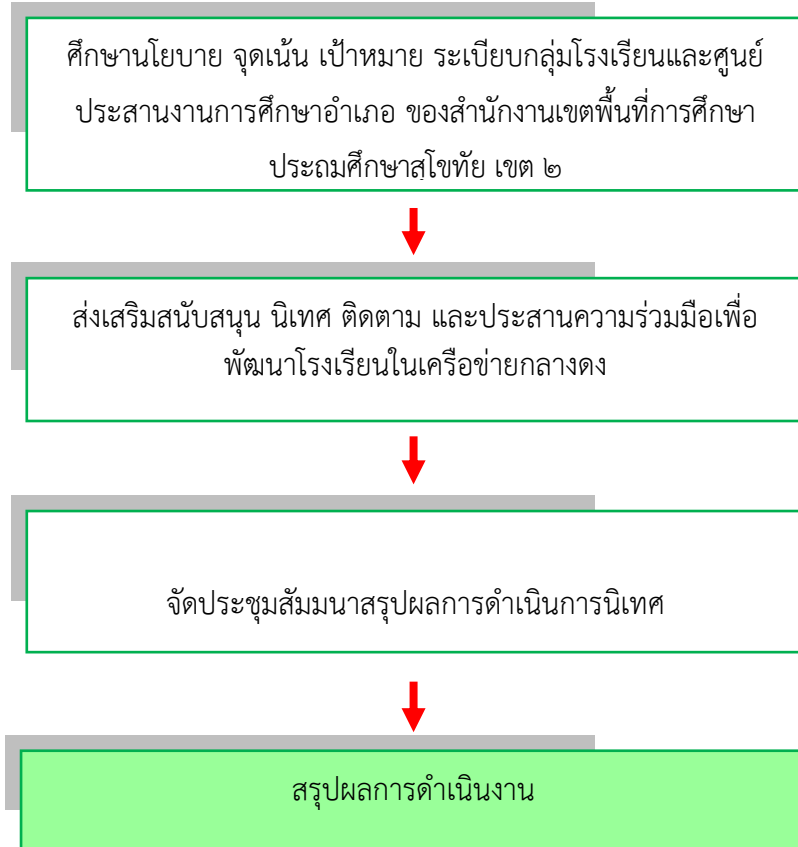 ศึกษานโยบาย จุดเน้น เป้าหมาย ระเบียบกลุ่มโรงเรียนและศูนย์
ประสานงานการศึกษาอำเภอ ของสำนักงานเขตพื้นที่การศึกษา
ประถมศึกษาสุโขทัย เขต ๒
ส่งเสริมสนับสนุน นิเทศ ติดตาม และประสานความร่วมมือเพื่อ
พัฒนาโรงเรียนในเครือข่ายกลางดง
จัดประชุมสัมมนาสรุปผลการดำเนินการนิเทศ
สรุปผลการดำเนินงาน